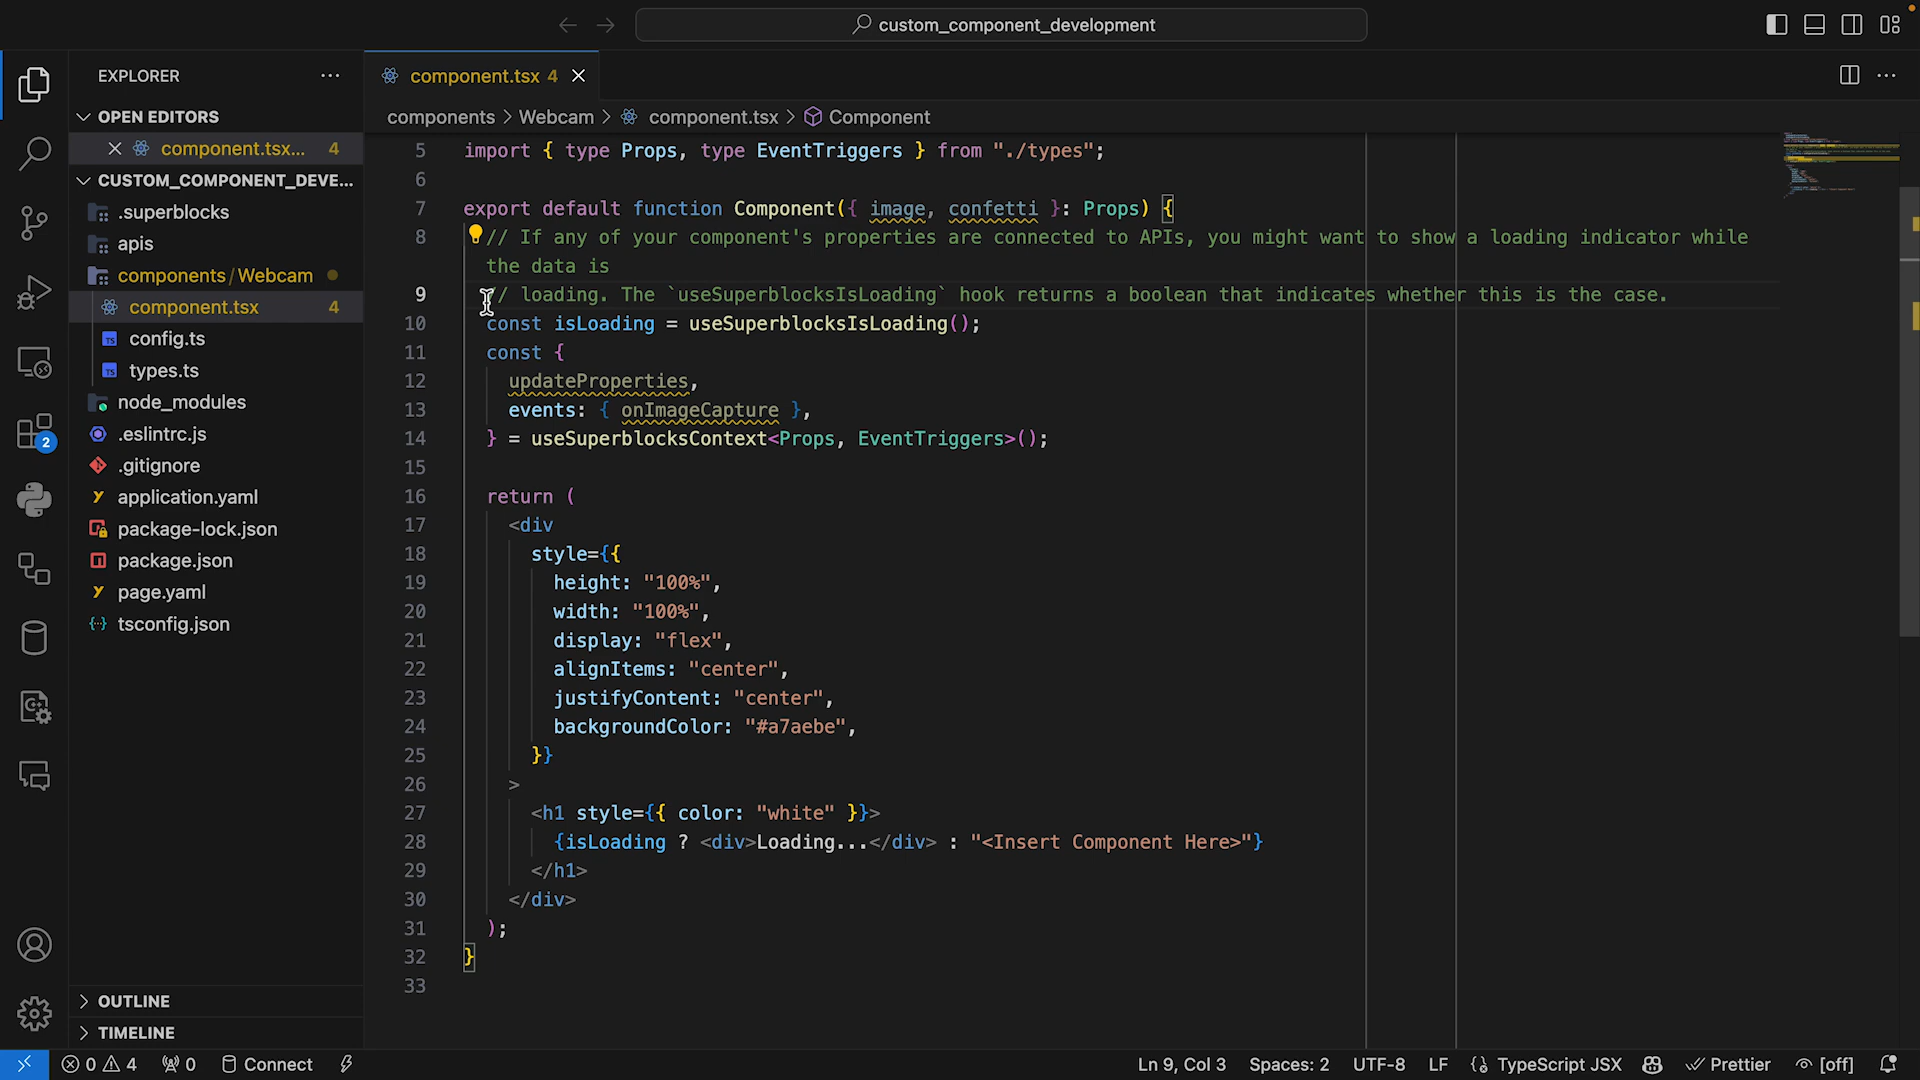 custom_component_development
EXPLORER
component.tsx 4
OPEN EDITORS
components > Webcam > component.tsx > Component
component.tsx... 4
CUSTOM_COMPONENT_DEVE...
.superblocks
apis
components / Webcam
component.tsx 4
config.ts
types.ts
node_modules
.eslintrc.js
.gitignore
application.yaml
package-lock.json
package.json
page.yaml
tsconfig.json
2
OUTLINE
TIMELINE
5 import { type Props, type EventTriggers } from "./types";
6
7 export default function Component({ image, confetti }: Props) {
8 // If any of your component's properties are connected to APIs, you might want to show a loading indicator while
the data is
9 // loading. The `useSuperblocksIsLoading` hook returns a boolean that indicates whether this is the case.
10 const isLoading = useSuperblocksIsLoading();
11 const {
12 updateProperties,
13 events: { onImageCapture },
14 } = useSuperblocksContext<Props, EventTriggers>();
15
16 return (
17 <div
18 style={{
19 height: "100%",
20 width: "100%",
21 display: "flex",
22 alignItems: "center",
23 justifyContent: "center",
24 backgroundColor: "#a7aebe",
25 }}
26 >
27 <h1 style={{ color: "white" }}>
28 {isLoading ? <div>Loading...</div> : "<Insert Component Here>"}
29 </h1>
30 </div>
31 );
32 }
33
0 4 0 Connect Ln 9, Col 3 Spaces: 2 UTF-8 LF {} TypeScript JSX Prettier [off]